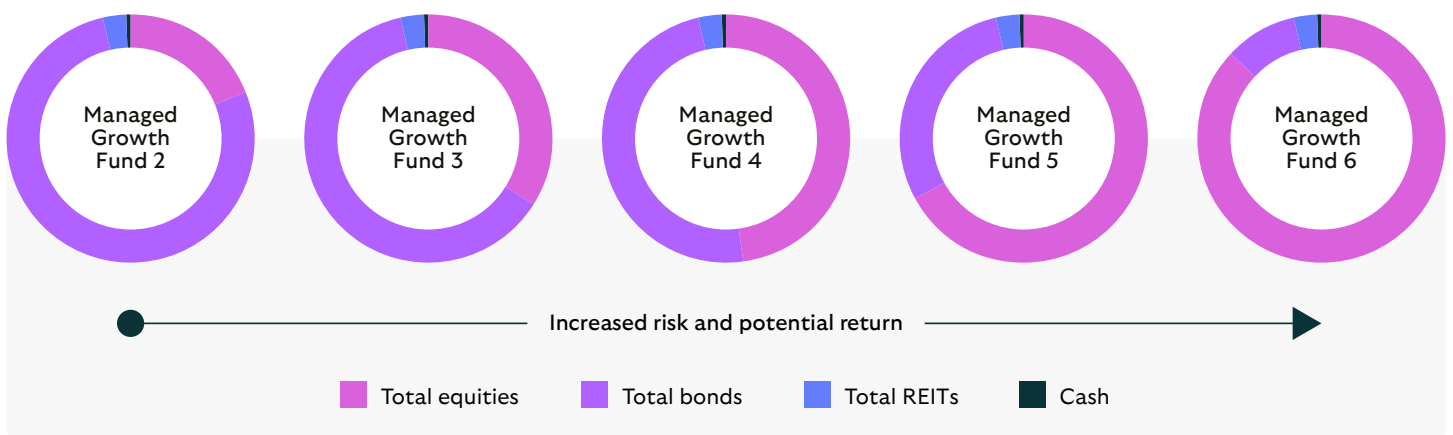 Managed
Growth
Fund 2
Managed
Growth
Fund 3
Managed
Growth
Fund 4
Managed
Growth
Fund 5
Managed
Growth
Fund 6
Increased risk and potential return
Total equities
Total bonds
Total REITs
Cash